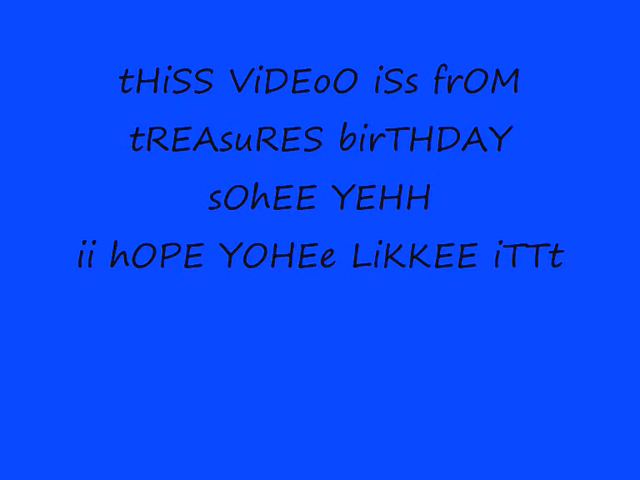 tHiSS ViDEoO iSs frOM
tREAsuRES birTHDAY
sOhEE YEHH
ii hOPE YOHEe LiKKEE iTTt